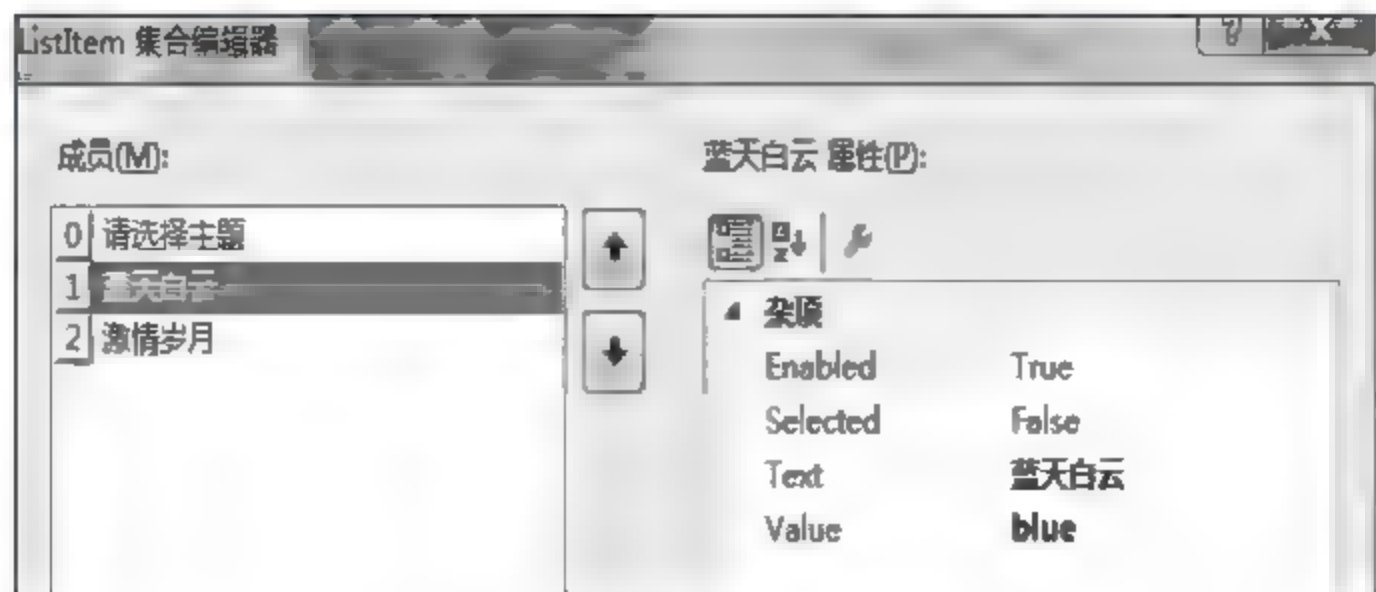 ListItem 集合编辑器
成员(M):
0 请选择主题
1 蓝天白云
2 激情岁月
蓝天白云 属性(P):
杂项
Enabled True
Selected False
Text 蓝天白云
Value blue